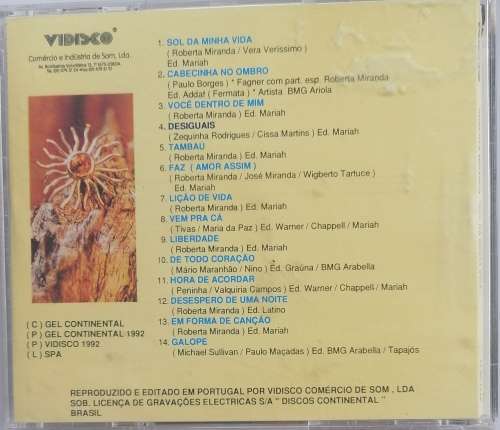 VIDISCO
Comércio e Indústria de Som, Lda.
1. SOL DA MINHA VIDA
( Roberta Miranda / Vera Veríssimo )
Ed. Mariah
2. CABECINHA NO OMBRO
( Paulo Borges ) * Fagner com part. esp. Roberta Miranda
Ed. Addaf ( Fermata ) * Artista BMG Ariola
3. VOCÊ DENTRO DE MIM
( Roberta Miranda ) Ed. Mariah
4. DESIGUAIS
( Zequinha Rodrigues / Cissa Martins ) Ed. Mariah
5. TAMBAU
( Roberta Miranda ) Ed. Mariah
6. FAZ ( AMOR ASSIM )
( Roberta Miranda / José Miranda / Wigberto Tartuce )
Ed. Mariah
7. LIÇÃO DE VIDA
( Roberta Miranda ) Ed. Mariah
8. VEM PRA CÁ
( Tivas / Maria da Paz ) Ed. Warner / Chappell / Mariah
9. LIBERDADE
( Roberta Miranda ) Ed. Mariah
10. DE TODO CORAÇÃO
( Mário Maranhão / Nino ) Ed. Graúna / BMG Arabella
11. HORA DE ACORDAR
( Peninha / Valquiria Campos ) Ed. Warner / Chappell / Mariah
12. DESESPERO DE UMA NOITE
( Roberta Miranda ) Ed. Latino
13. EM FORMA DE CANÇÃO
( Roberta Miranda ) Ed. Mariah
14. GALOPE
( Michael Sullivan / Paulo Maçadas ) Ed. BMG Arabella / Tapajós
( C ) GEL CONTINENTAL
( P ) GEL CONTINENTAL 1992
( P ) VIDISCO 1992
( L ) SPA
REPRODUZIDO E EDITADO EM PORTUGAL POR VIDISCO COMÉRCIO DE SOM , LDA
SOB. LICENÇA DE GRAVAÇÕES ELECTRICAS S/A " DISCOS CONTINENTAL "
BRASIL